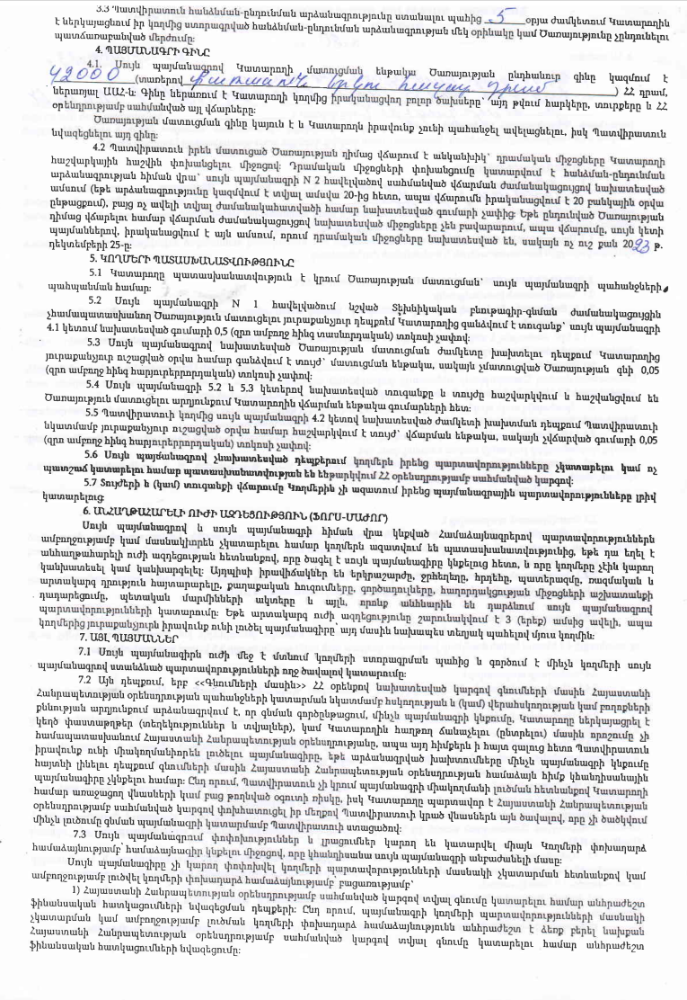 3.3 Պատվիրատուն հանձնման-ընդունման արձանագրությունը ստանալու պահից 5 օրյա ժամկետում Կատարողին
է ներկայացնում իր կողմից ստորագրված հանձնման-ընդունման արձանագրության մեկ օրինակը կամ Ծառայությունը չընդունելու
պատճառաբանված մերժումը:
4. ՊԱՅՄԱՆԱԳՐԻ ԳԻՆԸ
4.1. Սույն պայմանագրով Կատարողի մատուցման ենթակա Ծառայության ընդհանուր գինը կազմում է
42000 (տառերով քառասուն երկու հազար դրամ) ՀՀ դրամ,
ներառյալ ԱԱՀ-ն: Գինը ներառում է Կատարողի կողմից իրականացվող բոլոր ծախսերը՝ այդ թվում հարկերը, տուրքերը և ՀՀ
օրենդրությամբ սահմանված այլ վճարները:
Ծառայության մատուցման գինը կայուն է և Կատարողն իրավունք չունի պահանջել ավելացնելու, իսկ Պատվիրատուն
նվազեցնելու այդ գինը:
4.2 Պատվիրատուն իրեն մատուցած Ծառայության դիմաց վճարում է անկանխիկ՝ դրամական միջոցները Կատարողի
հաշվարկային հաշվին փոխանցելու միջոցով: Դրամական միջոցների փոխանցումը կատարվում է հանձնման-ընդունման
արձանագրության հիման վրա՝ սույն պայմանագրի N 2 հավելվածով սահմանված վճարման ժամանակացույցով նախատեսված
ամսում (եթե արձանագրությունը կազմվում է տվյալ ամսվա 20-ից հետո, ապա վճարումն իրականացվում է 20 բանկային օրվա
ընթացքում), բայց ոչ ավելի տվյալ ժամանակահատվածի համար նախատեսված գումարի չափից: Եթե ընդունված Ծառայության
դիմաց վճարելու համար վճարման ժամանակացույցով նախատեսված միջոցները չեն բավարարում, ապա վճարումը, սույն կետի
պայմաններով, իրականացվում է այն ամսում, որում դրամական միջոցները նախատեսված են, սակայն ոչ ուշ քան 2023 թ.
դեկտեմբերի 25-ը:
5. ԿՈՂՄԵՐԻ ՊԱՏԱՍԽԱՆԱՏՎՈՒԹՅՈՒՆԸ
5.1 Կատարողը պատասխանատվություն է կրում Ծառայության մատուցման՝ սույն պայմանագրի պահանջների
պահպանման համար:
5.2 Սույն պայմանագրի N 1 հավելվածում նշված Տեխնիկական բնութագիր-գնման ժամանակացույցին
չհամապատասխանող Ծառայություն մատուցելու յուրաքանչյուր դեպքում Կատարողից գանձվում է տուգանք՝ սույն պայմանագրի
4.1 կետում նախատեսված գումարի 0,5 (զրո ամբողջ հինգ տասնորդական) տոկոսի չափով:
5.3 Սույն պայմանագրով նախատեսված Ծառայության մատուցման ժամկետը խախտելու դեպքում Կատարողից
յուրաքանչյուր ուշացած օրվա համար գանձվում է տույժ՝ մատուցման ենթակա, սակայն չմատուցված Ծառայության գնի 0,05
(զրո ամբողջ հինգ հարյուրերրորդական) տոկոսի չափով:
5.4 Սույն պայմանագրի 5.2 և 5.3 կետերով նախատեսված տուգանքը և տույժը հաշվարկվում և հաշվանցվում են
Ծառայություն մատուցելու արդյունքում Կատարողին վճարման ենթակա գումարների հետ:
5.5 Պատվիրատուի կողմից սույն պայմանագրի 4.2 կետով նախատեսված ժամկետի խախտման դեպքում Պատվիրատուի
նկատմամբ յուրաքանչյուր ուշացած օրվա համար հաշվարկվում է տույժ՝ վճարման ենթակա, սակայն չվճարված գումարի 0,05
(զրո ամբողջ հինգ հարյուրերրորդական) տոկոսի չափով:
5.6 Սույն պայմանագրով չնախատեսված դեպքերում կողմերն իրենց պարտավորությունները չկատարելու կամ ոչ
պատշաճ կատարելու համար պատասխանատվության են ենթարկվում ՀՀ օրենսդրությամբ սահմանված կարգով:
5.7 Տույժերի և (կամ) տուգանքի վճարումը Կողմերին չի ազատում իրենց պայմանագրային պարտավորությունները լրիվ
կատարելուց:
6. ԱՆՀԱՂԹԱՀԱՐԵԼԻ ՈՒԺԻ ԱԶԴԵՑՈՒԹՅՈՒՆ (ՖՈՐՍ-ՄԱԺՈՐ)
Սույն պայմանագրով և սույն պայմանագրի հիման վրա կնքված Համաձայնագրերով պարտավորություններն
ամբողջությամբ կամ մասնակիորեն չկատարելու համար կողմերն ազատվում են պատասխանատվությունից, եթե դա եղել է
անհաղթահարելի ուժի ազդեցության հետևանքով, որը ծագել է սույն պայմանագիրը կնքելուց հետո, և որը կողմերը չէին կարող
կանխատեսել կամ կանխարգելել: Այդպիսի իրավիճակներ են երկրաշարժը, ջրհեղեղը, հրդեհը, պատերազմը, ռազմական և
արտակարգ դրություն հայտարարելը, քաղաքական հուզումները, գործադուլները, հաղորդակցության միջոցների աշխատանքի
դադարեցումը, պետական մարմինների ակտերը և այլն, որոնք անհնարին են դարձնում սույն պայմանագրով
պարտավորությունների կատարումը: Եթե արտակարգ ուժի ազդեցությունը շարունակվում է 3 (երեք) ամսից ավելի, ապա
կողմերից յուրաքանչյուրն իրավունք ունի լուծել պայմանագիրը՝ այդ մասին նախապես տեղյակ պահելով մյուս կողմին:
7. ԱՅԼ ՊԱՅՄԱՆՆԵՐ
7.1 Սույն պայմանագիրն ուժի մեջ է մտնում կողմերի ստորագրման պահից և գործում է մինչև կողմերի սույն
պայմանագրով ստանձնած պարտավորությունների ողջ ծավալով կատարումը:
7.2 Այն դեպքում, երբ <<Գնումների մասին>> ՀՀ օրենքով նախատեսված կարգով գնումների մասին Հայաստանի
Հանրապետության օրենսդրության պահանջների կատարման նկատմամբ հսկողության և (կամ) վերահսկողության կամ բողոքների
քննության արդյունքում արձանագրվում է, որ գնման գործընթացում, մինչև պայմանագրի կնքումը, Կատարողը ներկայացրել է
կեղծ փաստաթղթեր (տեղեկություններ և տվյալներ), կամ Կատարողին հաղթող ճանաչելու (ընտրելու) մասին որոշումը չի
համապատասխանում Հայաստանի Հանրապետության օրենսդրությանը, ապա այդ հիմքերն ի հայտ գալուց հետո Պատվիրատուն
իրավունք ունի միակողմանիորեն լուծելու պայմանագիրը, եթե արձանագրված խախտումները մինչև պայմանագրի կնքումը
հայտնի լինելու դեպքում գնումների մասին Հայաստանի Հանրապետության օրենսդրության համաձայն հիմք կհանդիսանային
պայմանագիրը չկնքելու համար: Ընդ որում, Պատվիրատուն չի կրում պայմանագիրը միակողմանի լուծման հետևանքով Կատարողի
համար առաջացող վնասների կամ բաց թողնված օգուտի ռիսկը, իսկ Կատարողը պարտավոր է Հայաստանի Հանրապետության
օրենսդրությամբ սահմանված կարգով փոխհատուցել իր մեղքով Պատվիրատուի կրած վնասներն այն ծավալով, որը չի ծածկվում
մինչև լուծումը գնման պայմանագրի կատարմամբ Պատվիրատուի ստացածով:
7.3 Սույն պայմանագրում փոփոխություններ և լրացումներ կարող են կատարվել միայն Կողմերի փոխադարձ
համաձայնությամբ՝ համաձայնագիր կնքելու միջոցով, որը կհանդիսանա սույն պայմանագրի անբաժանելի մասը:
Սույն պայմանագիրը չի կարող փոփոխվել կողմերի պարտավորությունների մասնակի չկատարման հետևանքով կամ
ամբողջությամբ լուծվել կողմերի փոխադարձ համաձայնությամբ՝ բացառությամբ՝
1) Հայաստանի Հանրապետության օրենսդրությամբ սահմանված կարգով տվյալ գնումը կատարելու համար անհրաժեշտ
ֆինանսական հատկացումների նվազեցման դեպքերի: Ընդ որում, պայմանագրի կողմերի պարտավորությունների մասնակի
չկատարման կամ ամբողջությամբ լուծման կողմերի փոխադարձ համաձայնությունն անհրաժեշտ է ձեռք բերել նախքան
Հայաստանի Հանրապետության օրենսդրությամբ սահմանված կարգով տվյալ գնումը կատարելու համար անհրաժեշտ
ֆինանսական հատկացումների նվազեցումը: